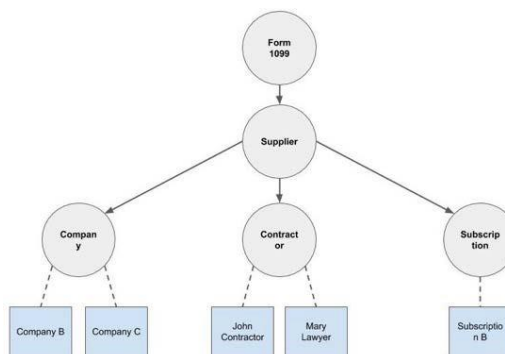 Form
1099
Supplier
Compan
y
Contract
or
Subscrip
tion
Company B
Company C
John
Contractor
Mary
Lawyer
Subscriptio
n B